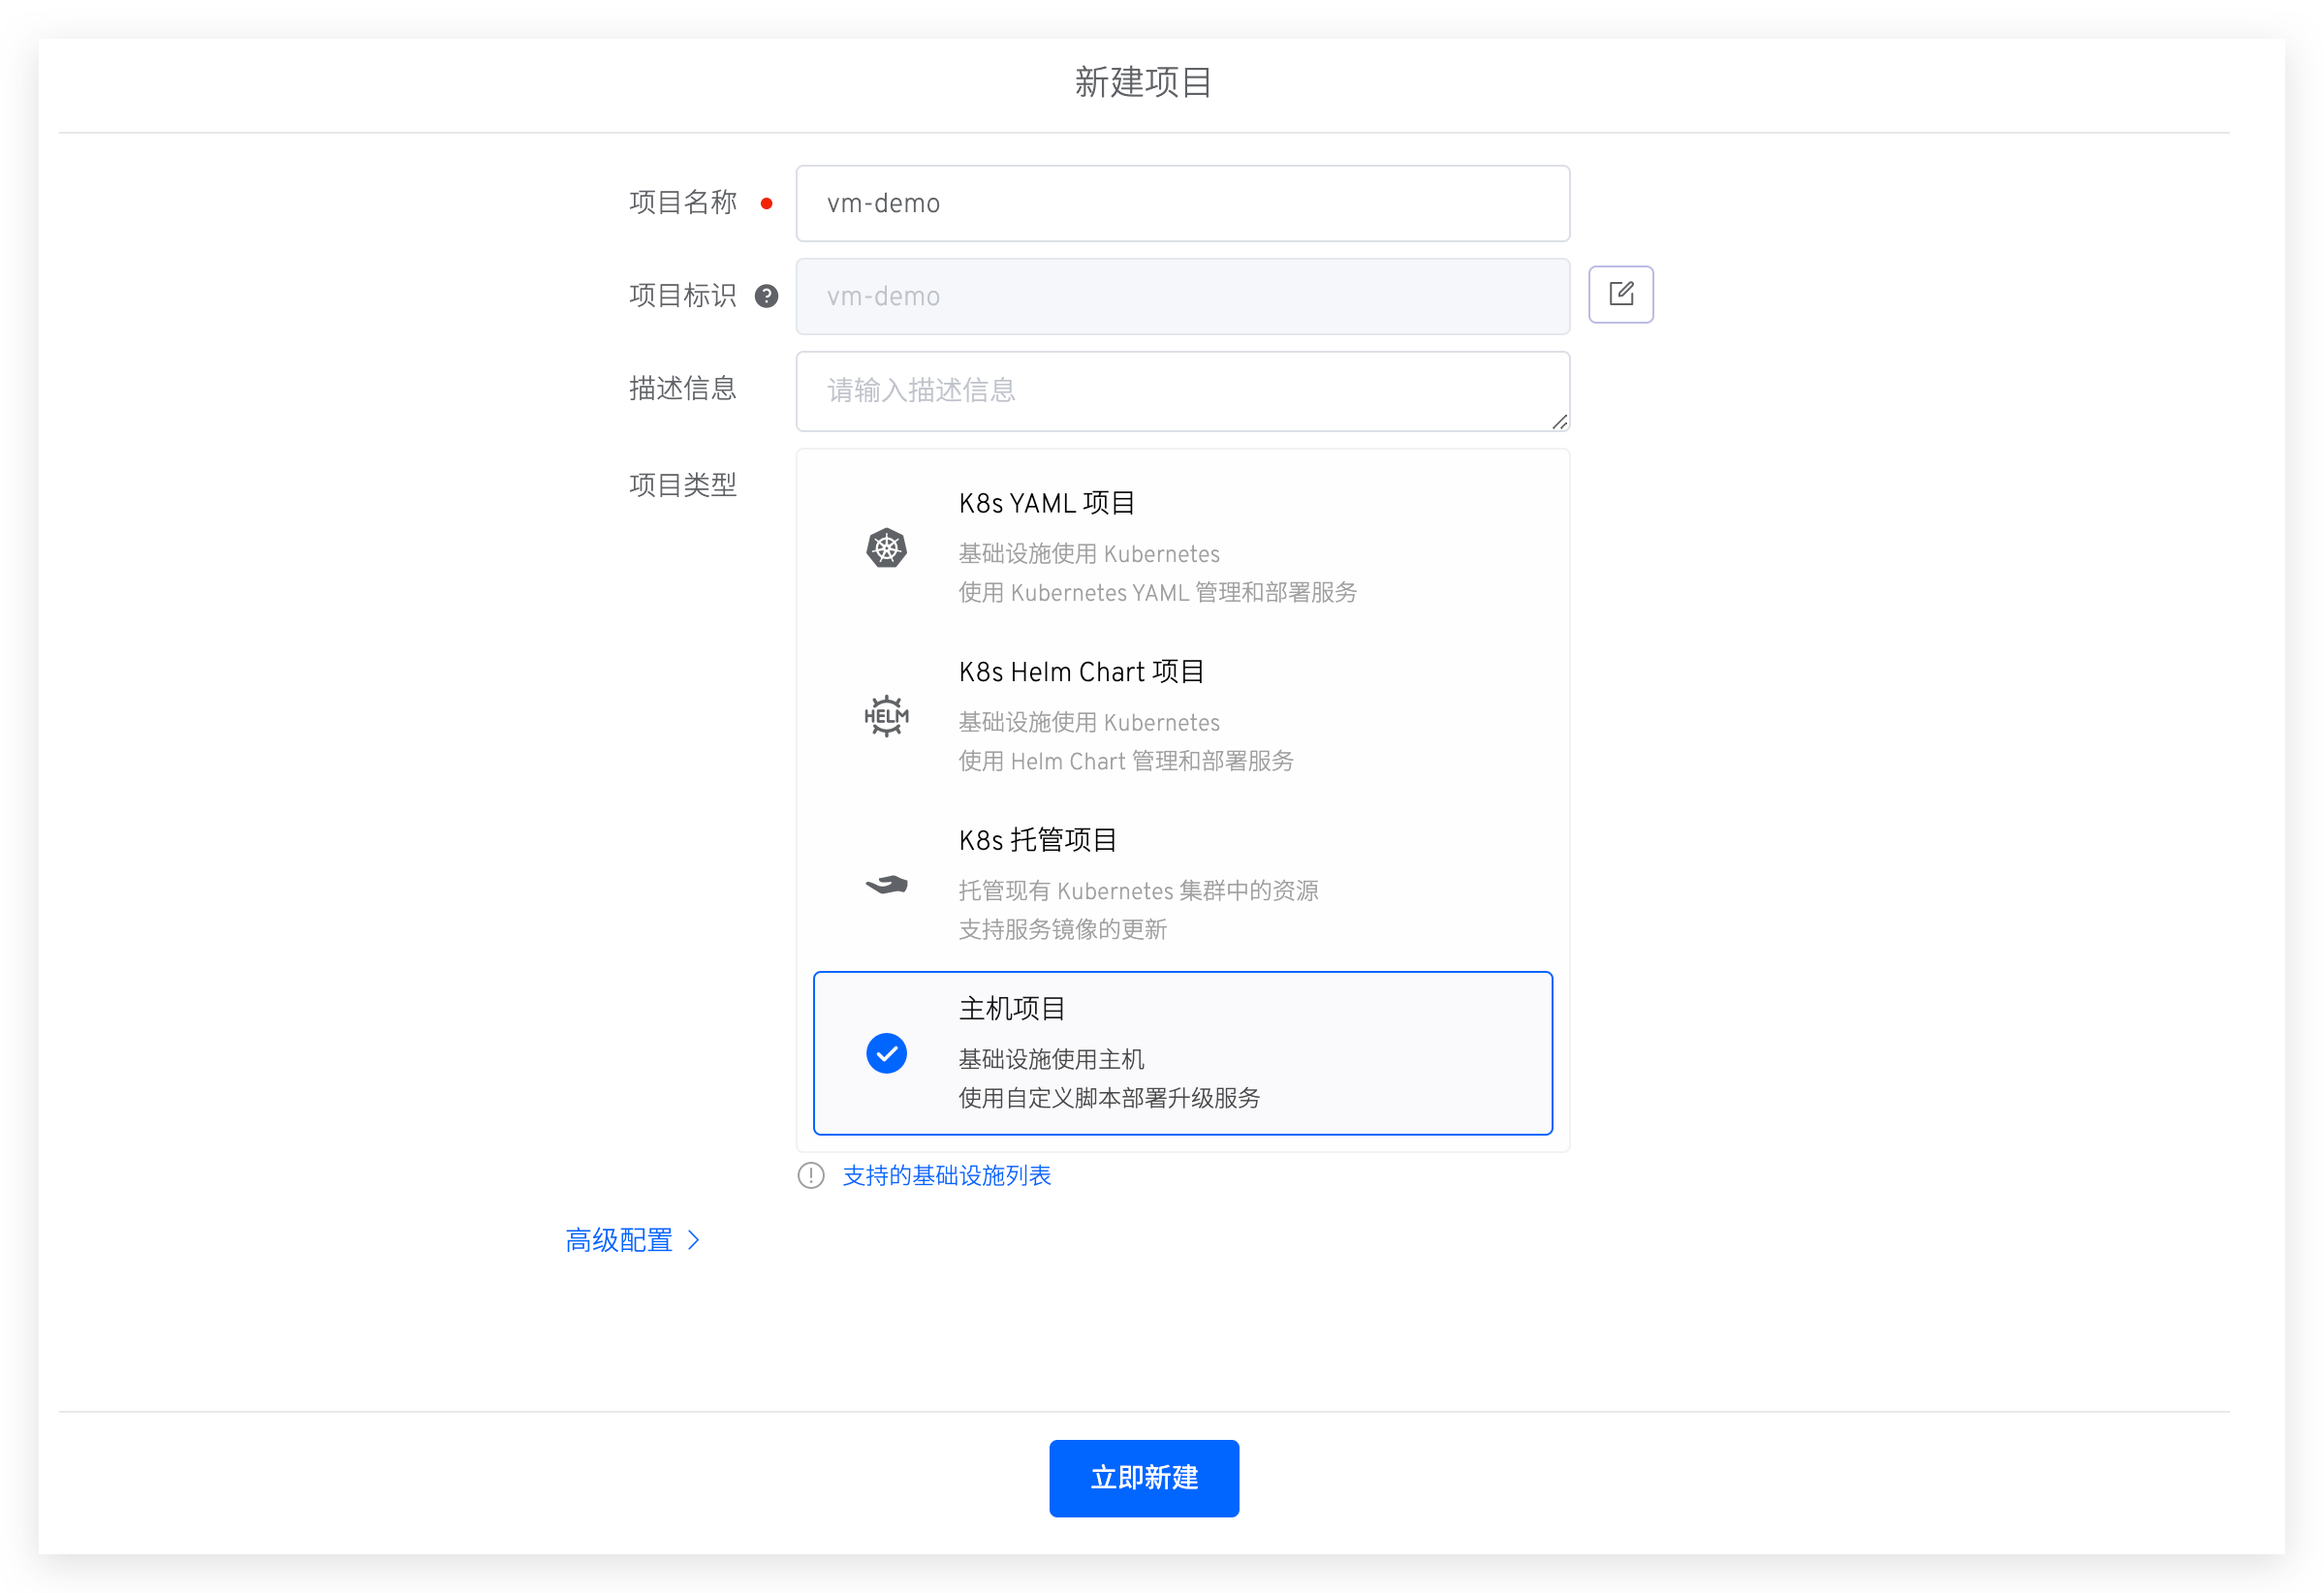 新建项目
项目名称
vm-demo
项目标识
vm-demo
描述信息
请输入描述信息
项目类型
K8s YAML 项目
基础设施使用 Kubernetes
使用 Kubernetes YAML 管理和部署服务
HELM
K8s Helm Chart 项目
基础设施使用 Kubernetes
使用 Helm Chart 管理和部署服务
K8s 托管项目
托管现有 Kubernetes 集群中的资源
支持服务镜像的更新
主机项目
基础设施使用主机
使用自定义脚本部署升级服务
支持的基础设施列表
高级配置
立即新建